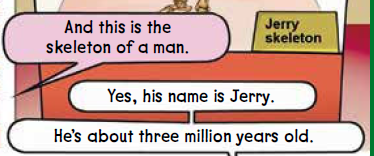 And this is the
skeleton of a man.
Jerry
skeleton
Yes, his name is Jerry.
He's about three million years old.